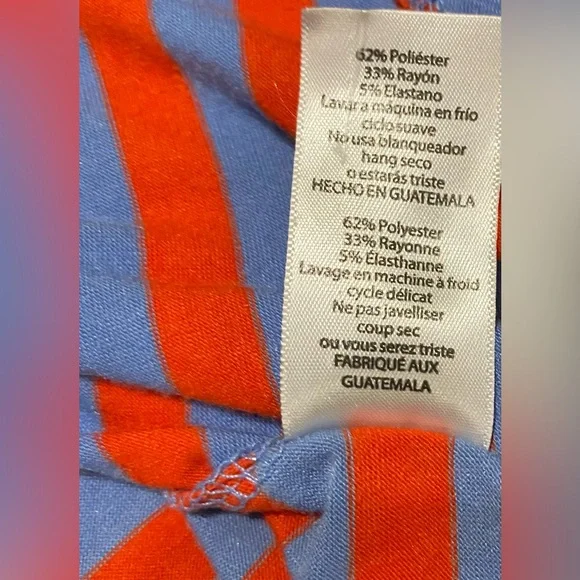 62% Poliéster
33% Rayón
5% Elastano
Lavar a máquina en frío
ciclo suave
No usa blanqueador
hang seco
o estarás triste
HECHO EN GUATEMALA
62% Polyester
33% Rayonne
5% Élasthanne
Lavage en machine à froid
cycle délicat
Ne pas javelliser
coup sec
ou vous serez triste
FABRIQUÉ AUX
GUATEMALA